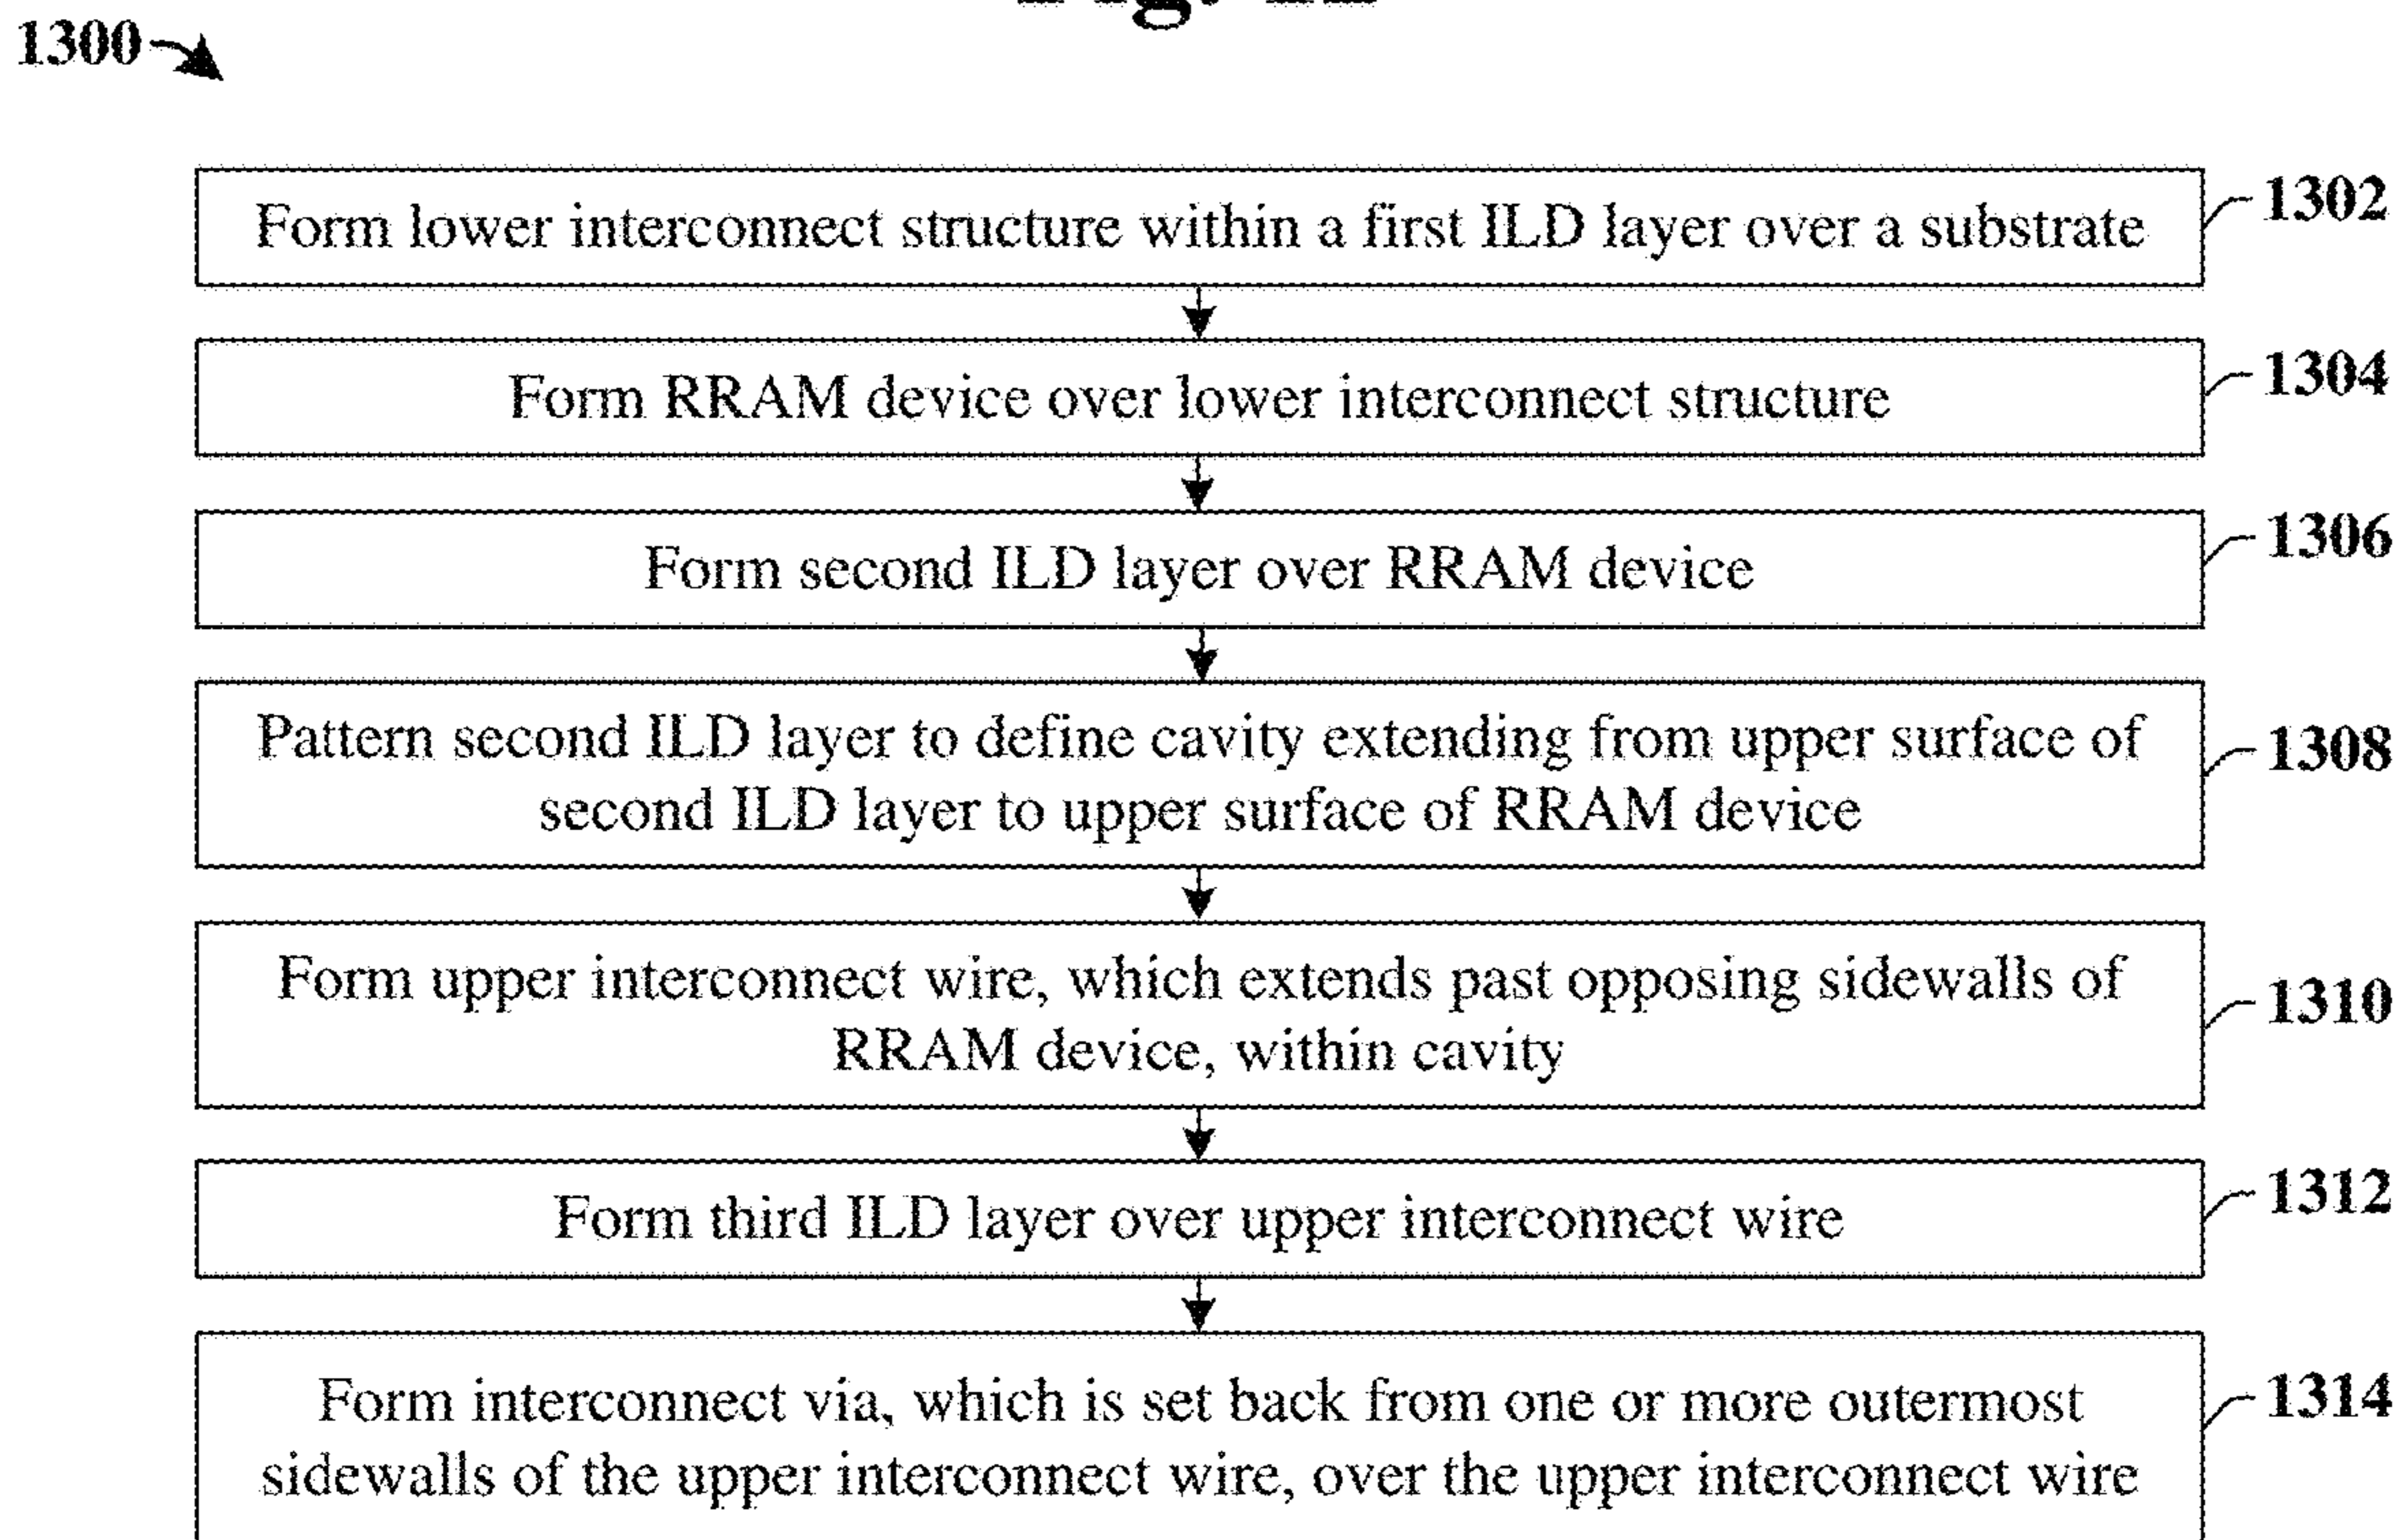 1300
Form lower interconnect structure within a first ILD layer over a substrate
1302
Form RRAM device over lower interconnect structure
1304
Form second ILD layer over RRAM device
1306
Pattern second ILD layer to define cavity extending from upper surface of
second ILD layer to upper surface of RRAM device
1308
Form upper interconnect wire, which extends past opposing sidewalls of
RRAM device, within cavity
1310
Form third ILD layer over upper interconnect wire
1312
Form interconnect via, which is set back from one or more outermost
sidewalls of the upper interconnect wire, over the upper interconnect wire
1314